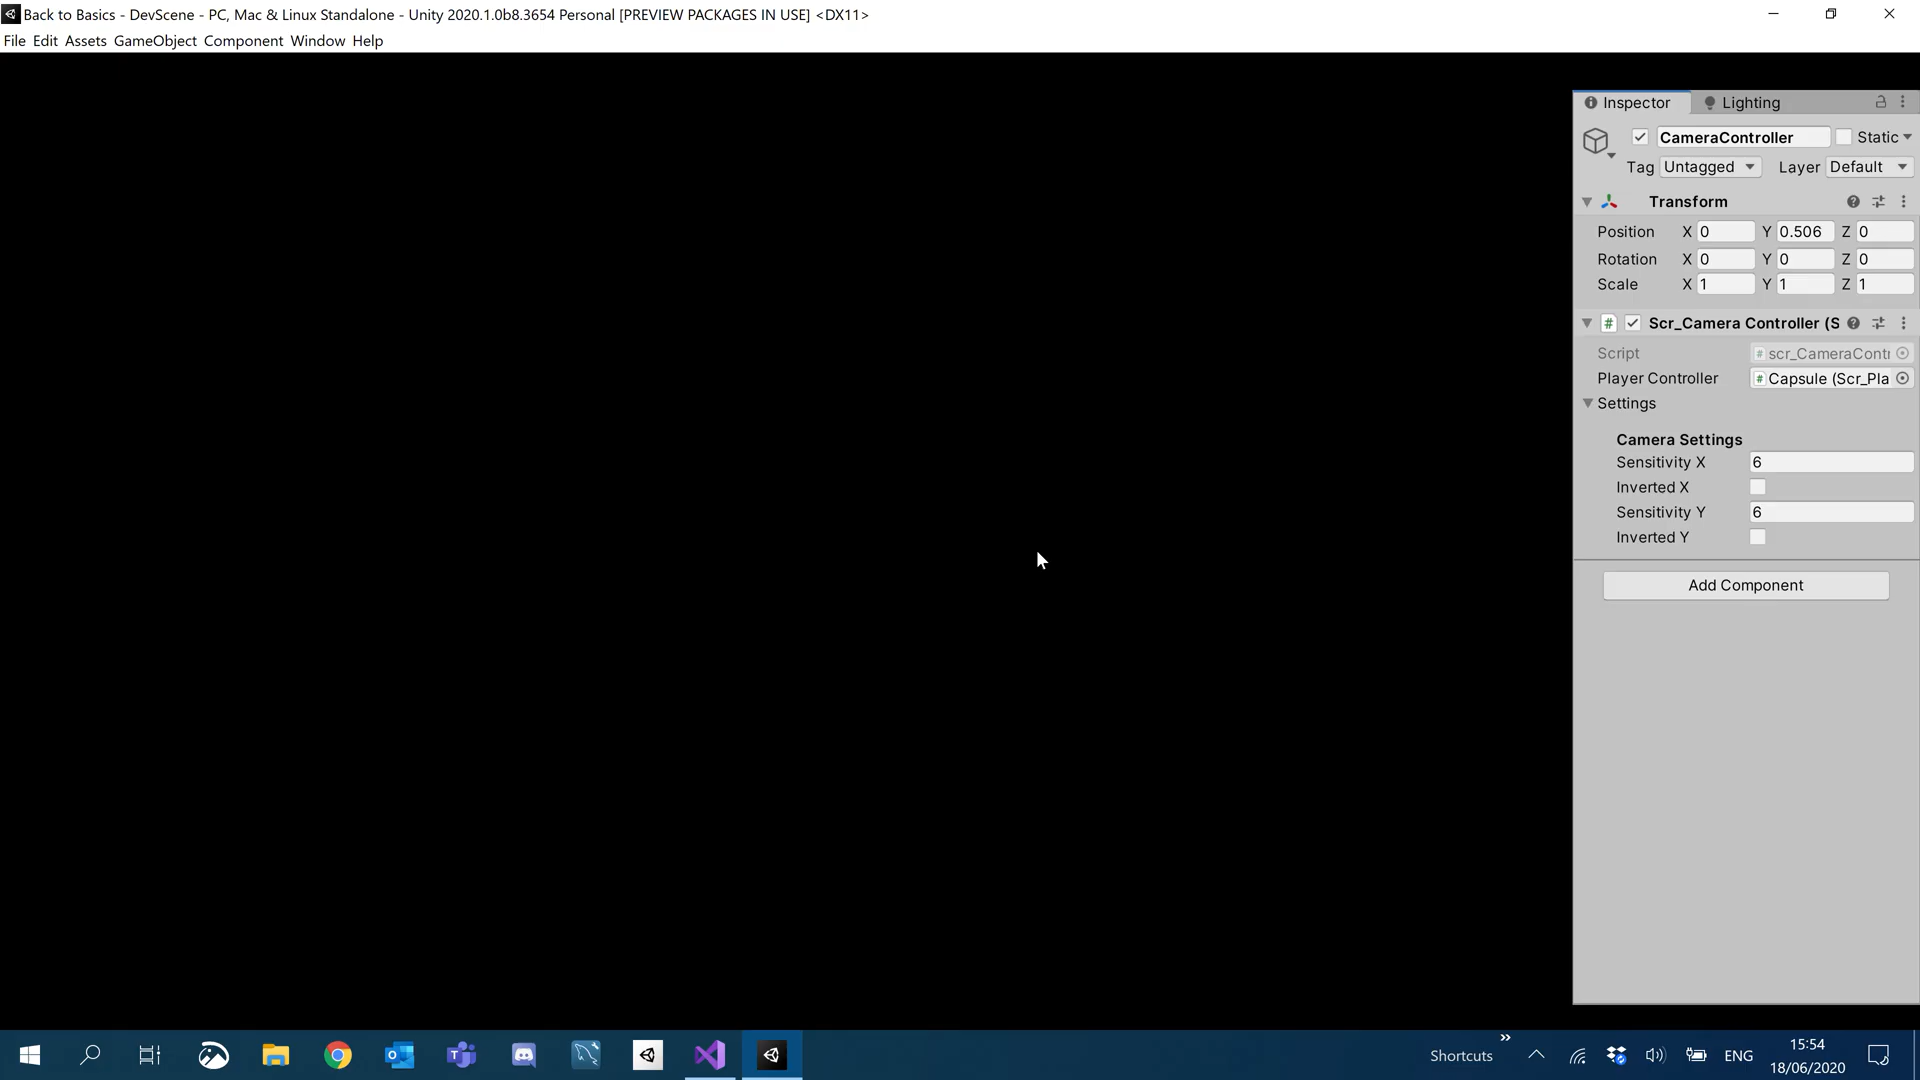 Back to Basics - DevScene - PC, Mac & Linux Standalone - Unity 2020.1.0b8.3654 Personal [PREVIEW PACKAGES IN USE] <DX11>
File Edit Assets GameObject Component Window Help
Inspector Lighting
CameraController Static
Tag Untagged Layer Default
Transform
Position X 0 Y 0.506 Z 0
Rotation X 0 Y 0 Z 0
Scale X 1 Y 1 Z 1
# Scr_Camera Controller (S
Script # scr_CameraContr
Player Controller # Capsule (Scr_Pla
Settings
Camera Settings
Sensitivity X 6
Inverted X
Sensitivity Y 6
Inverted Y
Add Component
Shortcuts » ENG 15:54
18/06/2020